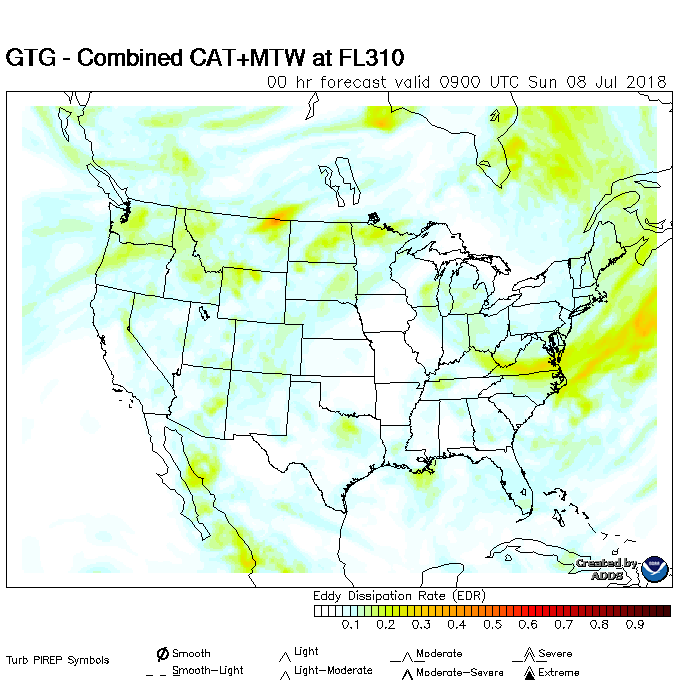 GTG - Combined CAT+MTW at FL310
00 hr forecast valid 0900 UTC Sun 08 Jul 2018
Created by
ADDS
Eddy Dissipation Rate (EDR)
0.1 0.2 0.3 0.4 0.5 0.6 0.7 0.8 0.9
Turb PIREP Symbols
Smooth Light Moderate Severe
Smooth-Light Light-Moderate Moderate-Severe Extreme